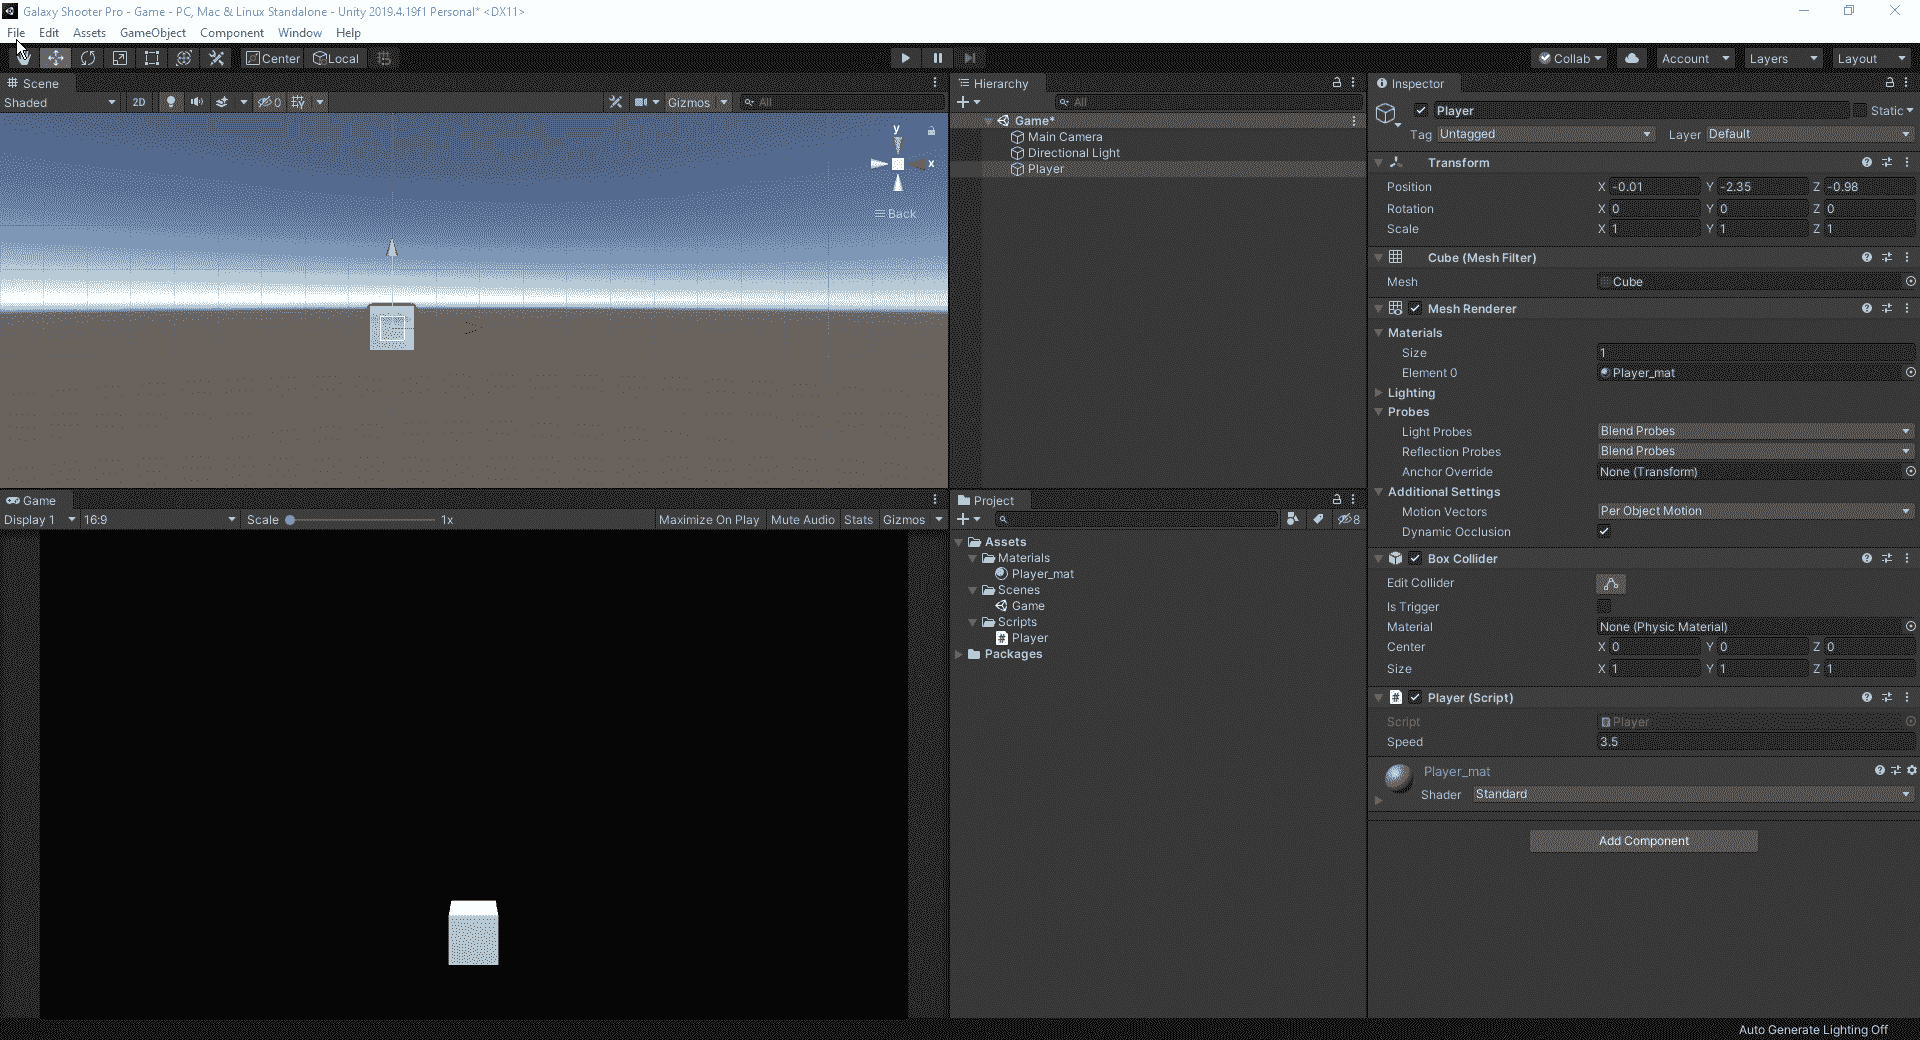 Galaxy Shooter Pro - Game - PC, Mac & Linux Standalone - Unity 2019.4.19f1 Personal* <DX11>
File Edit Assets GameObject Component Window Help
Center Local Collab Account Layers Layout
Scene
Shaded 2D 0 Gizmos All
y
x
Back
Game
Display 1 16:9 Scale 1x Maximize On Play Mute Audio Stats Gizmos
Hierarchy
All
Game*
Main Camera
Directional Light
Player
Project
8
Assets
Materials
Player_mat
Scenes
Game
Scripts
Player
Packages
Inspector
Player Static
Tag Untagged Layer Default
Transform
Position X -0.01 Y -2.35 Z -0.98
Rotation X 0 Y 0 Z 0
Scale X 1 Y 1 Z 1
Cube (Mesh Filter)
Mesh Cube
Mesh Renderer
Materials
Size 1
Element 0 Player_mat
Lighting
Probes
Light Probes Blend Probes
Reflection Probes Blend Probes
Anchor Override None (Transform)
Additional Settings
Motion Vectors Per Object Motion
Dynamic Occlusion
Box Collider
Edit Collider
Is Trigger
Material None (Physic Material)
Center X 0 Y 0 Z 0
Size X 1 Y 1 Z 1
Player (Script)
Script Player
Speed 3.5
Player_mat
Shader Standard
Add Component
Auto Generate Lighting Off